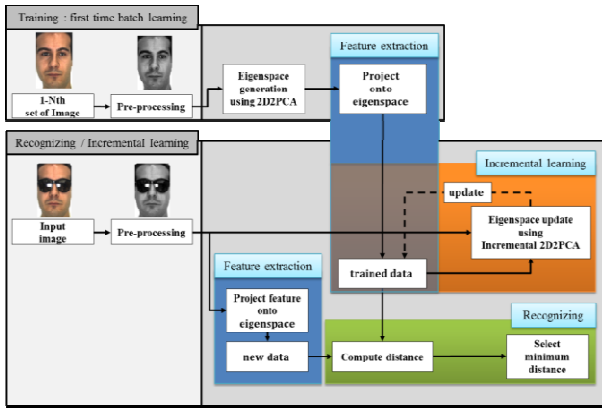 Training : first time batch learning
Feature extraction
1-Nth
set of Image
Pre-processing
Eigenspace
generation
using 2D2PCA
Project
onto
eigenspace
Recognizing / Incremental learning
Incremental learning
update
Input
image
Pre-processing
Eigenspace update
using
Incremental 2D2PCA
trained data
Feature extraction
Project feature
onto
eigenspace
new data
Recognizing
Compute distance
Select
minimum
distance